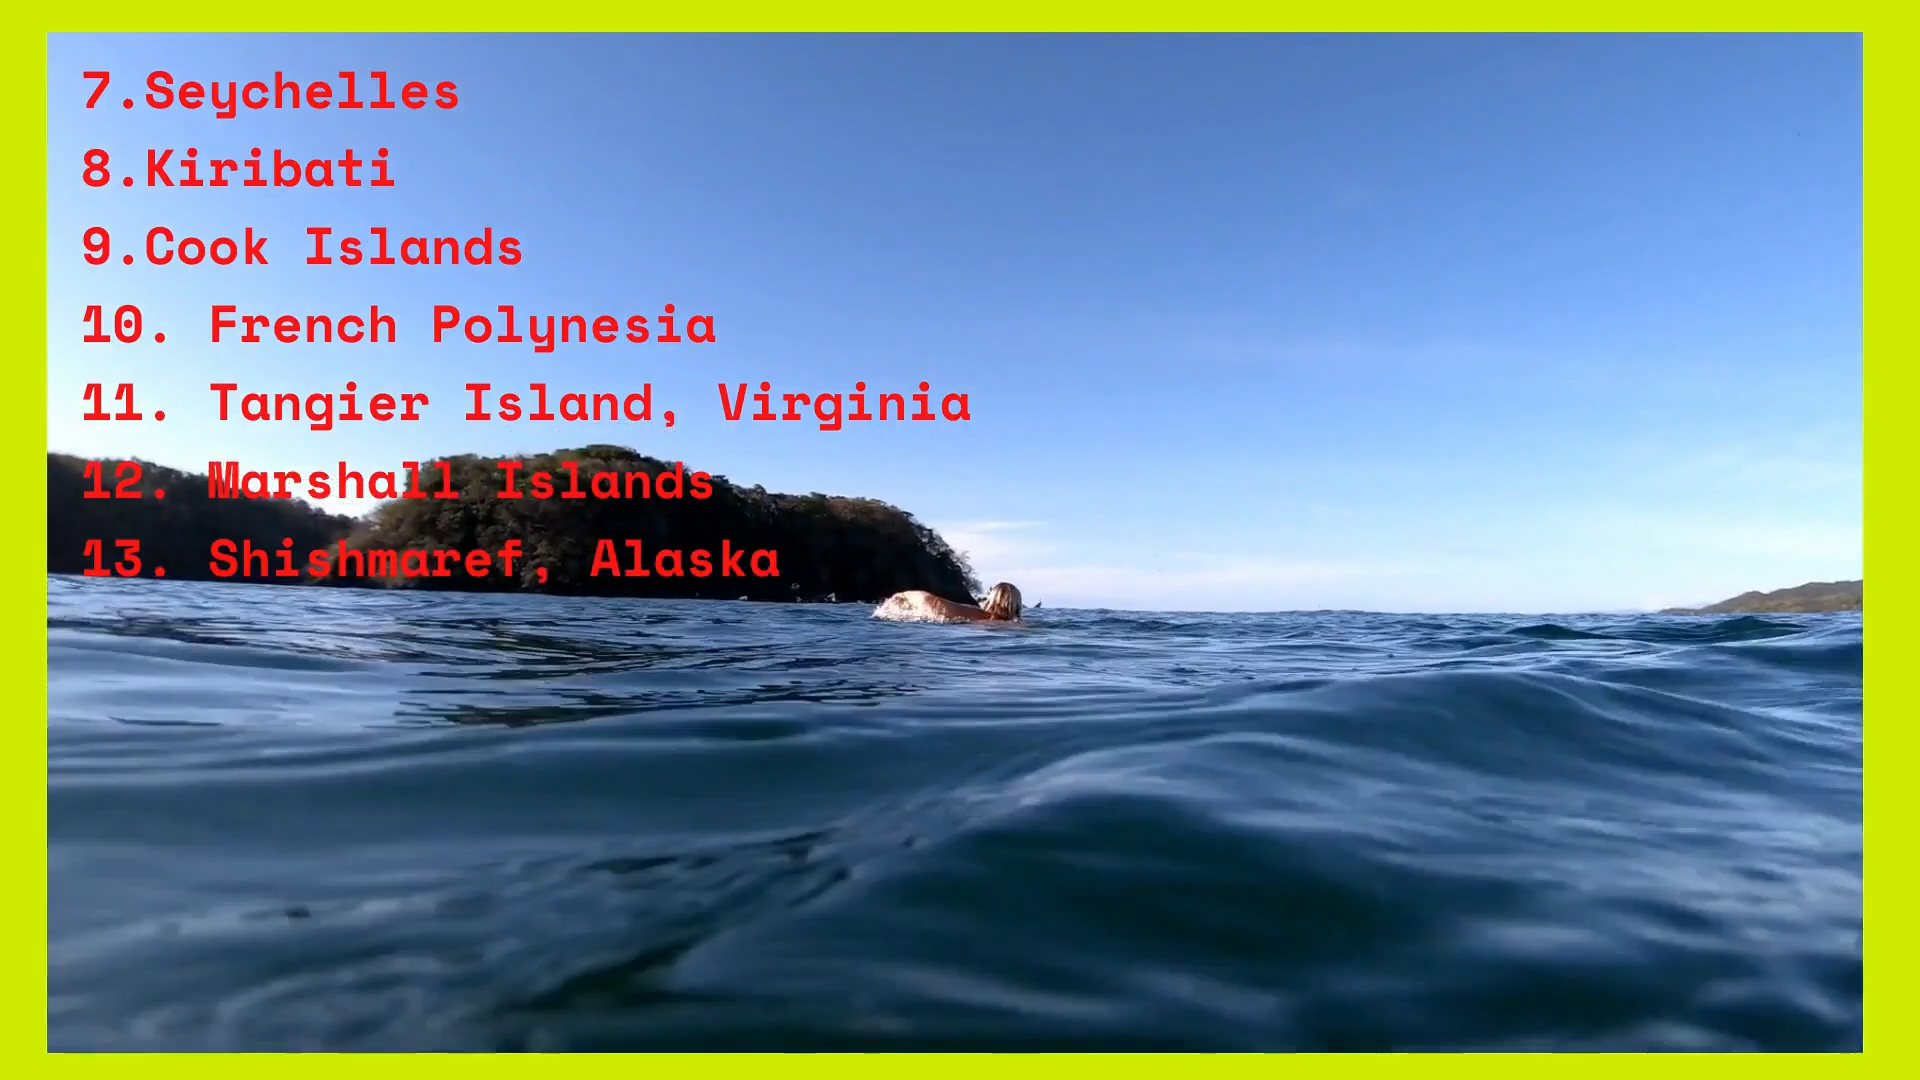 7.Seychelles
8.Kiribati
9.Cook Islands
10. French Polynesia
11. Tangier Island, Virginia
12. Marshall Islands
13. Shishmaref, Alaska